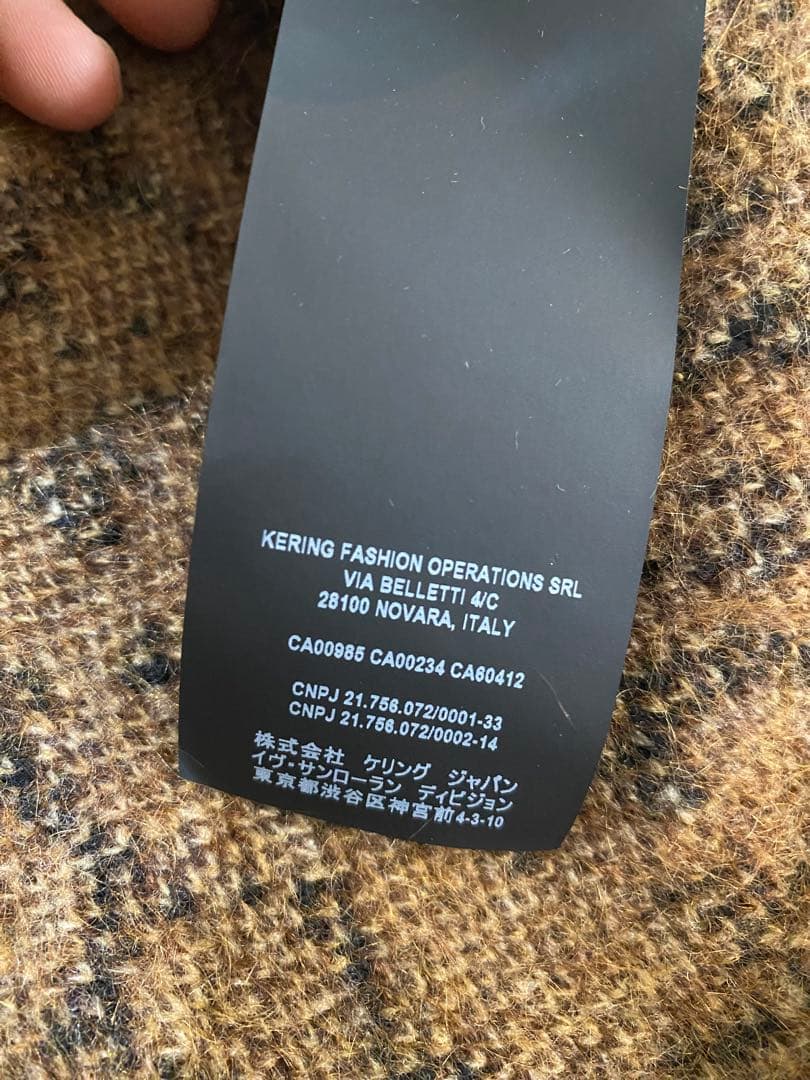 KERING FASHION OPERATIONS SRL
VIA BELLETTI 4/C
28100 NOVARA, ITALY
CA00985 CA00234 CA60412
CNPJ 21.756.072/0001-33
CNPJ 21.756.072/0002-14
株式会社 ケリング ジャパン
イヴ・サンローラン ディビジョン
東京都渋谷区神宮前4-3-10